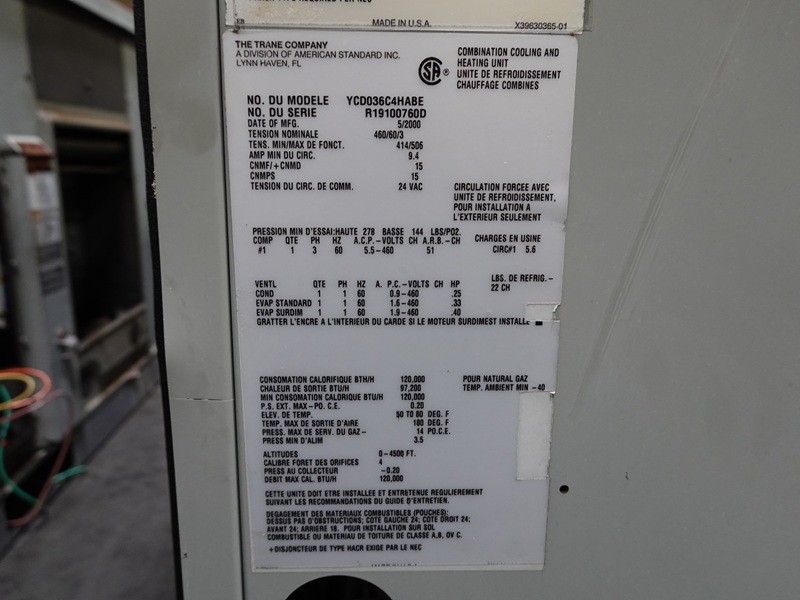 MADE IN U.S.A. X39630365-01
THE TRANE COMPANY
A DIVISION OF AMERICAN STANDARD INC.
LYNN HAVEN, FL
COMBINATION COOLING AND
HEATING UNIT
UNITE DE REFROIDISSEMENT
CHAUFFAGE COMBINES
NO. DU MODELE YCD036C4HABE
NO. DU SERIE R19100760D
DATE OF MFG. 5/2000
TENSION NOMINALE 460/60/3
TENS. MIN/MAX DE FONCT. 414/506
AMP MIN DU CIRC. 9.4
CNMF/+CNMD 15
CNMPS 15
TENSION DU CIRC. DE COMM. 24 VAC
CIRCULATION FORCEE AVEC
UNITE DE REFROIDISSEMENT,
POUR INSTALLATION A
L'EXTERIEUR SEULEMENT
PRESSION MIN D'ESSAI:HAUTE 278 BASSE 144 LBS/PO2.
COMP QTE PH HZ A.C.P.-VOLTS CH A.R.B.-CH CHARGES EN USINE
#1 1 3 60 5.5-460 51 CIRC#1 5.6
LBS. DE REFRIG-
22 CH
VENTL QTE PH HZ A. P.C.-VOLTS CH HP
COND 1 1 60 0.9-460 .25
EVAP STANDARD 1 1 60 1.6-460 .33
EVAP SURDIM 1 1 60 1.9-460 .40
GRATTER L'ENCRE A L'INTERIEUR DU CARDE SI LE MOTEUR SURDIMEST INSTALLE
CONSOMATION CALORIFIQUE BTH/H 120,000 POUR NATURAL GAZ
CHALEUR DE SORTIE BTU/H 97,200 TEMP. AMBIENT MIN -40
MIN CONSOMATION CALORIFIQUE BTU/H 120,000
P.S. EXT. MAX-PO. C.E. 0.20
ELEV. DE TEMP. 50 TO 80 DEG. F
TEMP. MAX DE SORTIE D'AIRE 180 DEG. F
PRESS. MAX DE SERV. DU GAZ- 14 PO.C.E.
PRESS MIN D'ALIM 3.5
ALTITUDES 0-4500 FT.
CALIBRE FORET DES ORIFICES 4
PRESS AU COLLECTEUR -0.20
DEBIT MAX CAL. BTU/H 120,000
CETTE UNITE DOIT ETRE INSTALLEE ET ENTRETENUE REGULIEREMENT
SUIVANT LES RECOMMANDATIONS DU GUIDE D'ENTRETIEN.
DEGAGEMENT DES MATERIAUX COMBUSTIBLES (POUCHES):
DESSUS PAS D'OBSTRUCTIONS; COTE GAUCHE 24; COTE DROIT 24;
AVANT 24; ARRIERE 18. POUR INSTALLATION SUR SOL
COMBUSTIBLE OU MATERIAU DE TOITURE DE CLASSE A,B, OV C.
+DISJONCTEUR DE TYPE HACR EXIGE PAR LE NEC